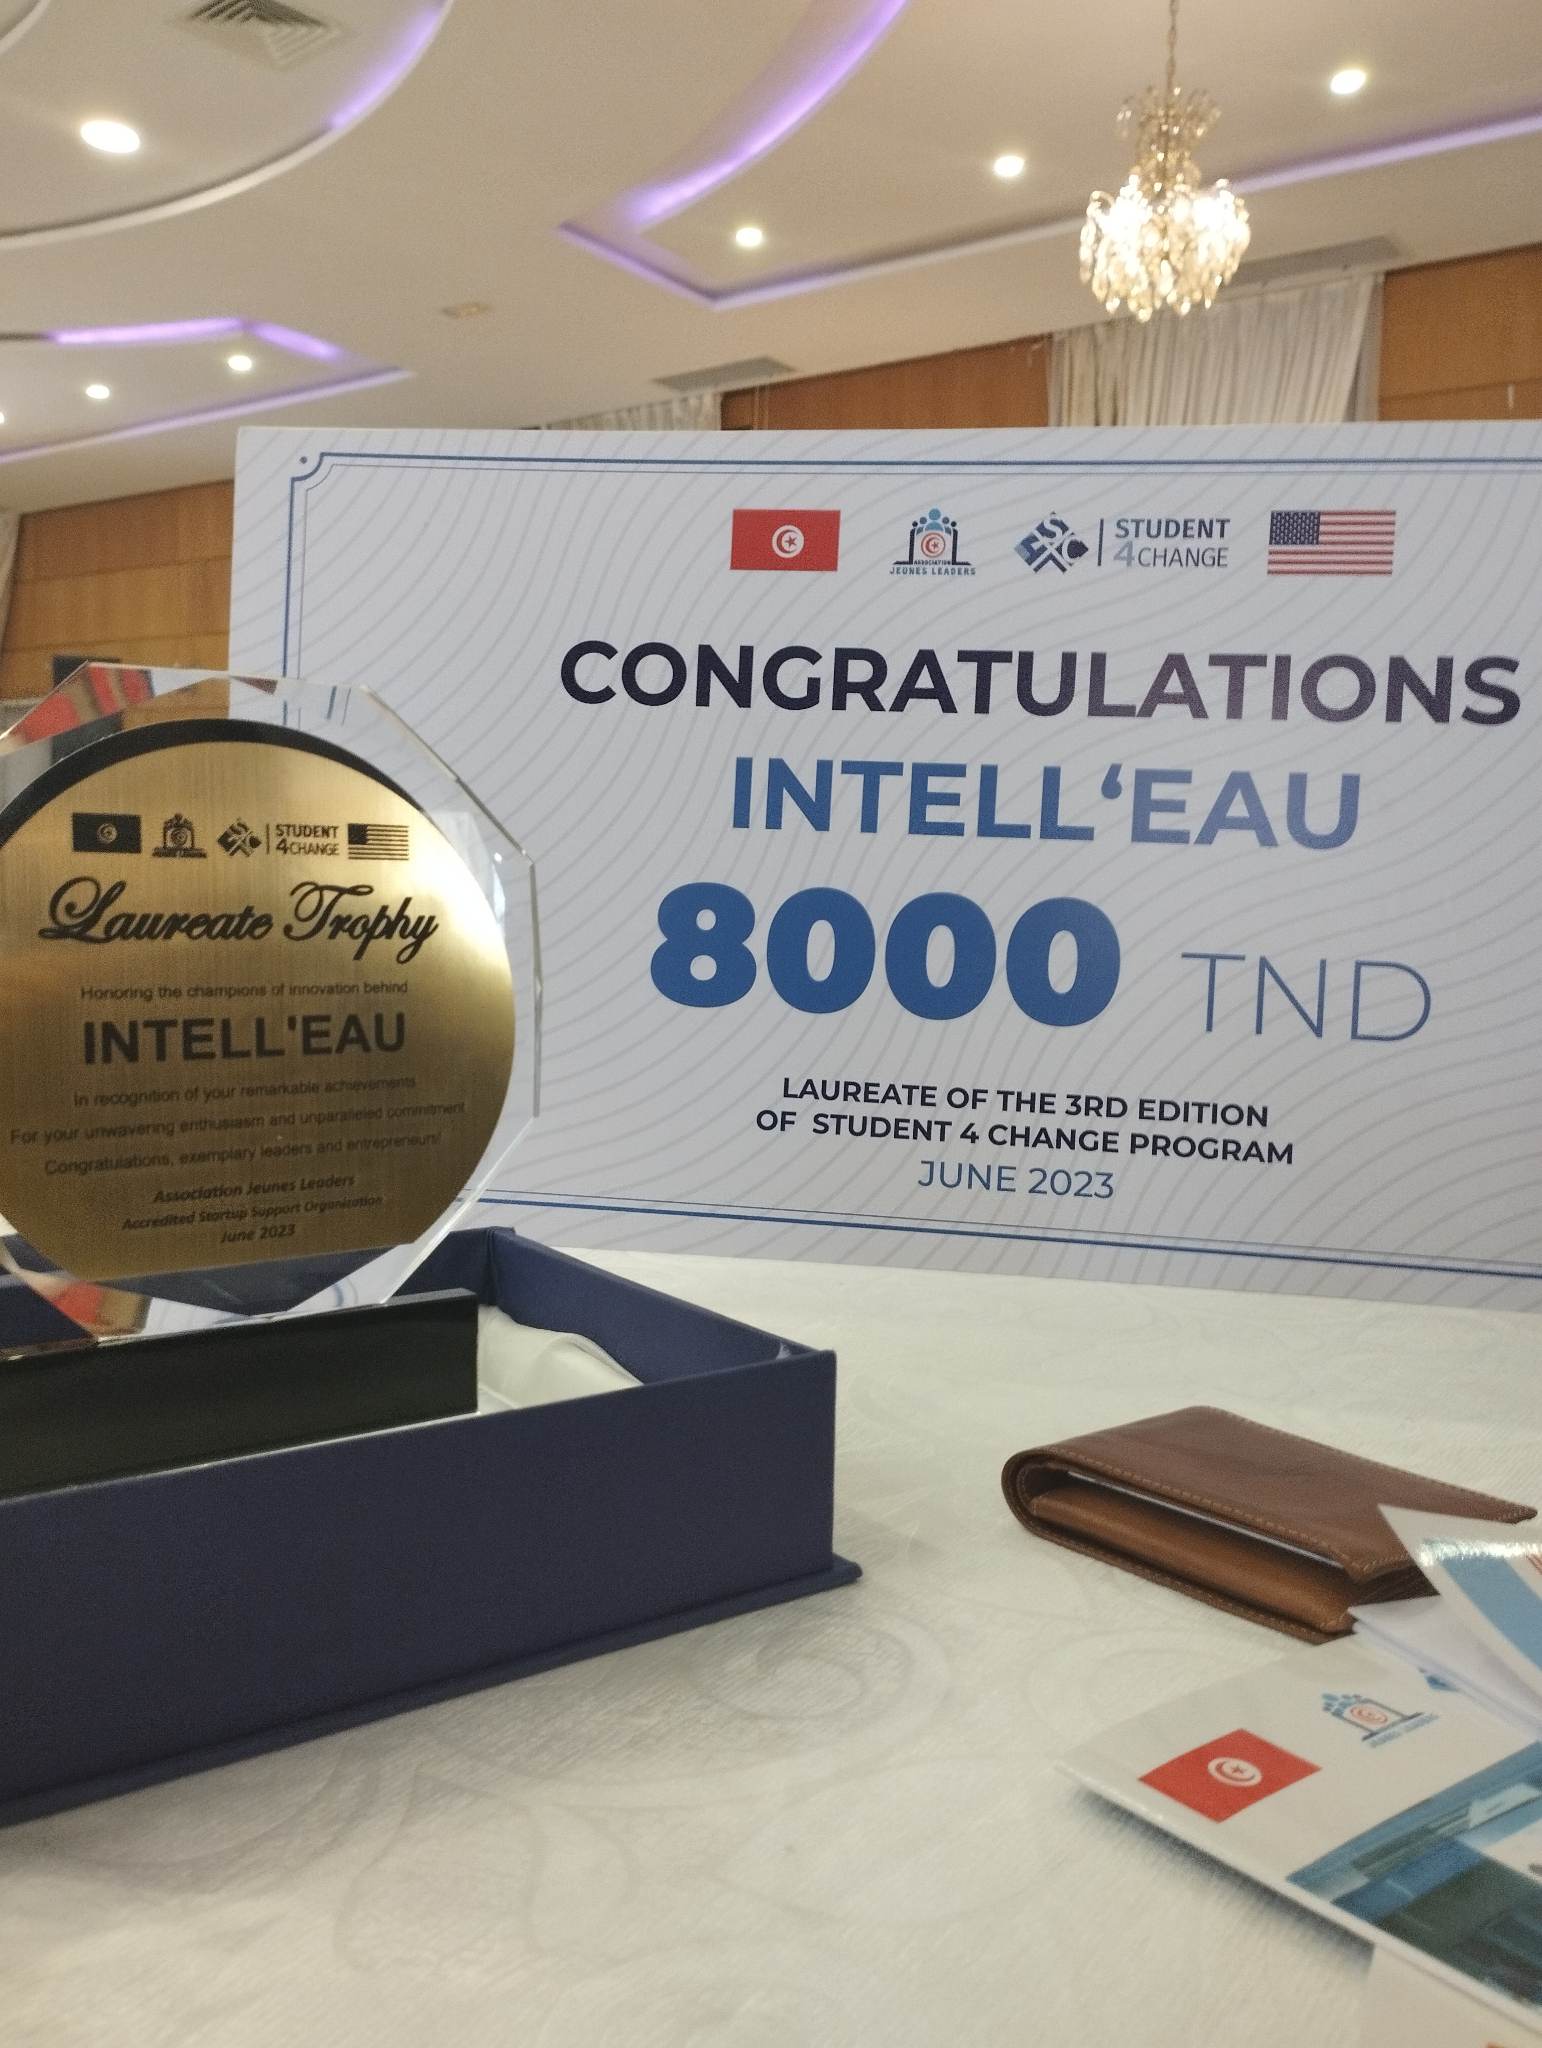 ASSOCIATION
JEUNES LEADERS
STUDENT
4CHANGE
CONGRATULATIONS
INTELL‘EAU
8000 TND
LAUREATE OF THE 3RD EDITION
OF STUDENT 4 CHANGE PROGRAM
JUNE 2023
STUDENT
4CHANGE
Laureate Trophy
Honoring the champions of innovation behind
INTELL'EAU
In recognition of your remarkable achievements
For your unwavering enthusiasm and unparalleled commitment
Congratulations, exemplary leaders and entrepreneurs!
Association Jeunes Leaders
Accredited Startup Support Organization
June 2023